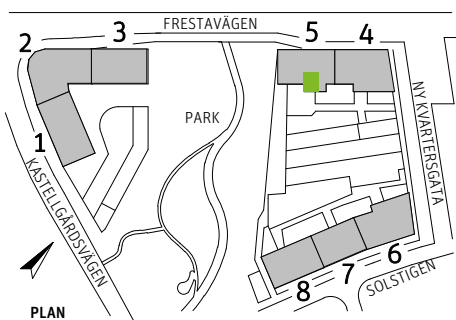 FRESTAVÄGEN
2
3
5
4
1
PARK
NY KVARTERSGATA
KASTELLGÅRDSVÄGEN
6
7
8
SOLSTIGEN
PLAN